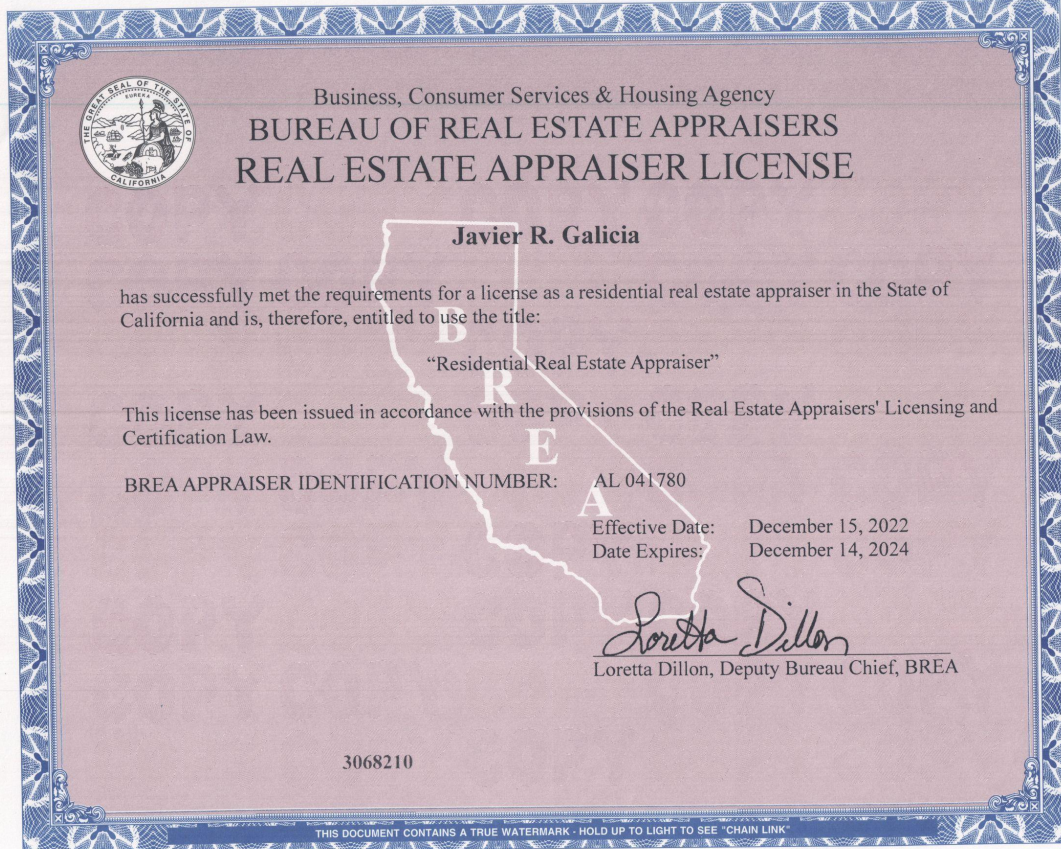 THE GREAT SEAL OF THE STATE OF CALIFORNIA
EUREKA
Business, Consumer Services & Housing Agency
BUREAU OF REAL ESTATE APPRAISERS
REAL ESTATE APPRAISER LICENSE
Javier R. Galicia
has successfully met the requirements for a license as a residential real estate appraiser in the State of
California and is, therefore, entitled to use the title:
B
“Residential Real Estate Appraiser”
R
This license has been issued in accordance with the provisions of the Real Estate Appraisers' Licensing and
Certification Law.
E
BREA APPRAISER IDENTIFICATION NUMBER: AL 041780
A
Effective Date: December 15, 2022
Date Expires: December 14, 2024
Loretta Dillon
Loretta Dillon, Deputy Bureau Chief, BREA
3068210
THIS DOCUMENT CONTAINS A TRUE WATERMARK - HOLD UP TO LIGHT TO SEE "CHAIN LINK"